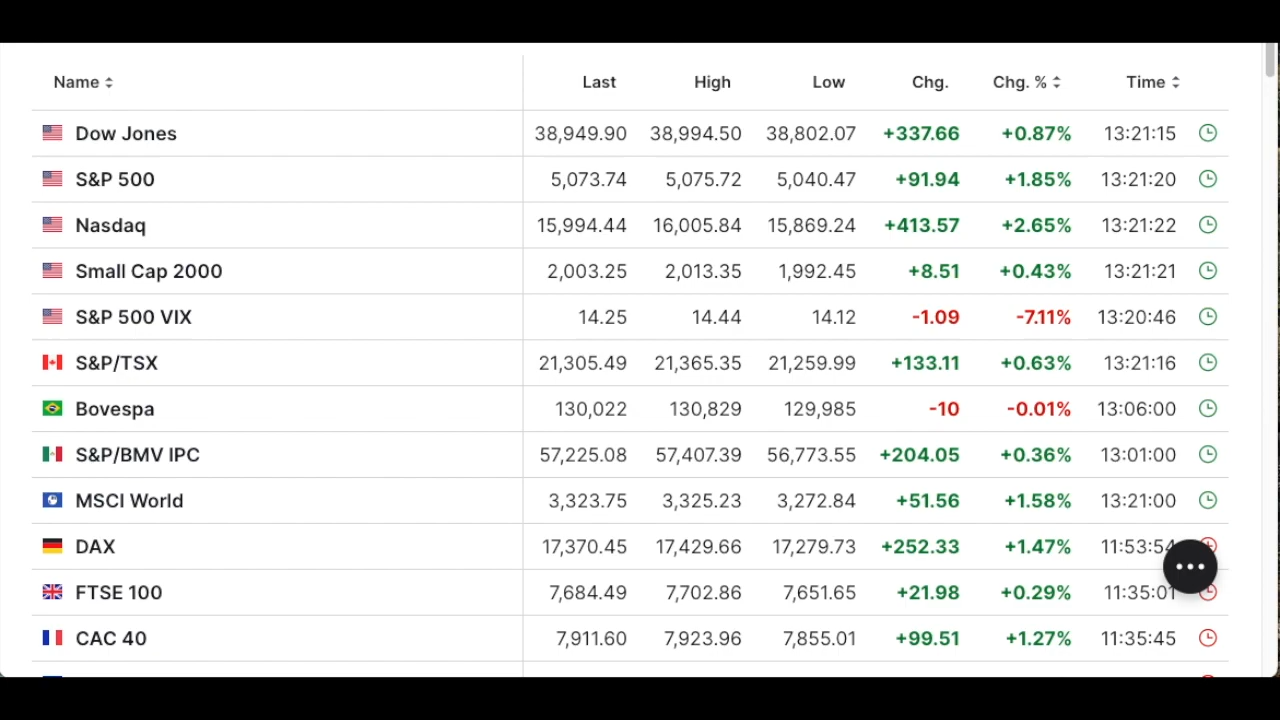 Name Last High Low Chg. Chg. % Time
Dow Jones 38,949.90 38,994.50 38,802.07 +337.66 +0.87% 13:21:15
S&P 500 5,073.74 5,075.72 5,040.47 +91.94 +1.85% 13:21:20
Nasdaq 15,994.44 16,005.84 15,869.24 +413.57 +2.65% 13:21:22
Small Cap 2000 2,003.25 2,013.35 1,992.45 +8.51 +0.43% 13:21:21
S&P 500 VIX 14.25 14.44 14.12 -1.09 -7.11% 13:20:46
S&P/TSX 21,305.49 21,365.35 21,259.99 +133.11 +0.63% 13:21:16
Bovespa 130,022 130,829 129,985 -10 -0.01% 13:06:00
S&P/BMV IPC 57,225.08 57,407.39 56,773.55 +204.05 +0.36% 13:01:00
MSCI World 3,323.75 3,325.23 3,272.84 +51.56 +1.58% 13:21:00
DAX 17,370.45 17,429.66 17,279.73 +252.33 +1.47% 11:53:54
FTSE 100 7,684.49 7,702.86 7,651.65 +21.98 +0.29% 11:35:01
CAC 40 7,911.60 7,923.96 7,855.01 +99.51 +1.27% 11:35:45